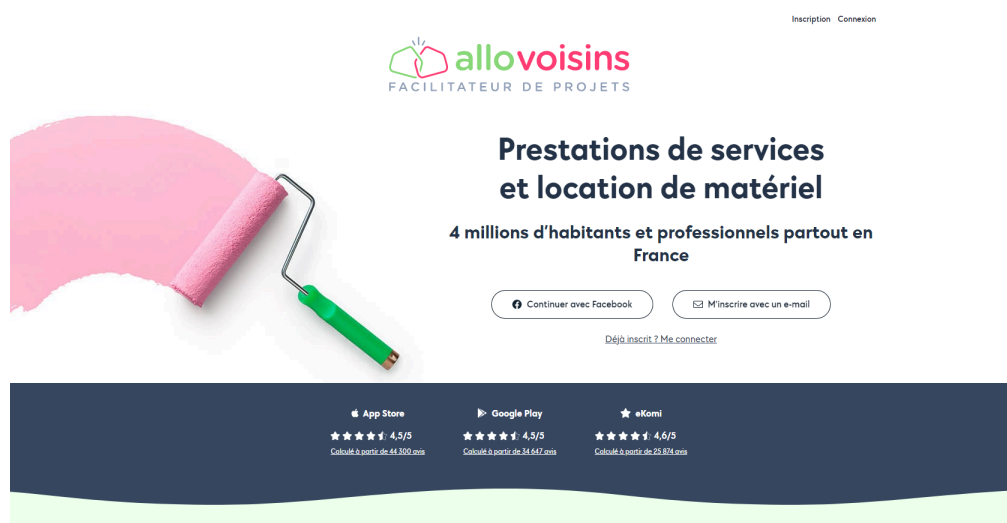 Inscription Connexion
allovoisins
FACILITATEUR DE PROJETS
Prestations de services
et location de matériel
4 millions d'habitants et professionnels partout en
France
Continuer avec Facebook M'inscrire avec un e-mail
Déjà inscrit ? Me connecter
App Store Google Play eKomi
4,5/5 4,5/5 4,6/5
Calculé à partir de 44 300 avis Calculé à partir de 34 647 avis Calculé à partir de 25 874 avis